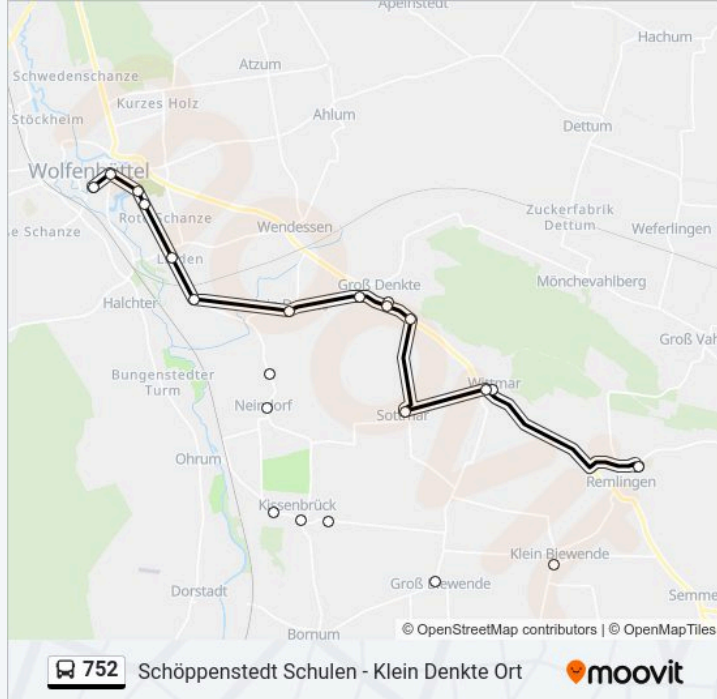 Apelnstedt
Hachum
Schwedenschanze
Atzum
Kurzes Holz
Stöckheim
Ahlum
Dettum
Wolfenbüttel
Rote Schanze
Zuckerfabrik
Dettum
se Schanze
Wendessen
Weferlingen
Linden
Mönchevahlberg
Halchter
Groß Denkte
Groß Vah
Bungenstedter
Turm
Wittmar
Neindorf
Sottmar
Ohrum
Remlingen
Kissenbrück
Klein Biewende
Groß Biewende
Dorstadt
Semme
Bornum
moovit
© OpenStreetMap contributors | © OpenMapTiles
752 Schöppenstedt Schulen - Klein Denkte Ort moovit